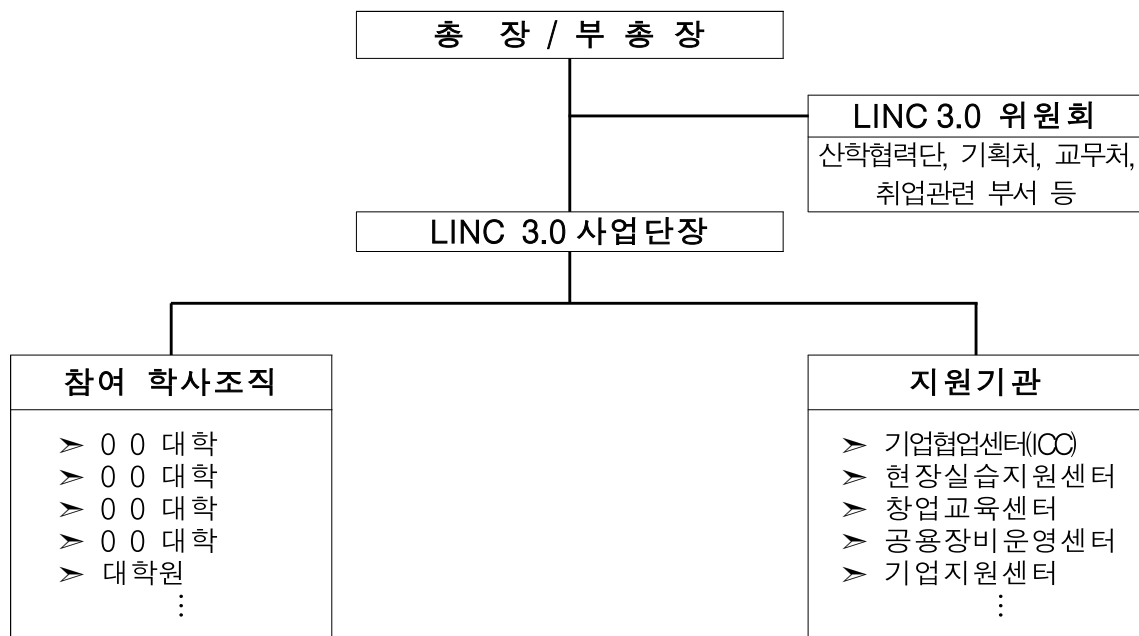 총 장 / 부 총 장
LINC 3.0 위원회
산학협력단, 기획처, 교무처,
취업관련 부서 등
LINC 3.0 사업단장
참여 학사조직
➣ 0 0 대학
➣ 0 0 대학
➣ 0 0 대학
➣ 0 0 대학
➣ 대학원
⋮
지원기관
➣ 기업협업센터(ICC)
➣ 현장실습지원센터
➣ 창업교육센터
➣ 공용장비운영센터
➣ 기업지원센터
⋮